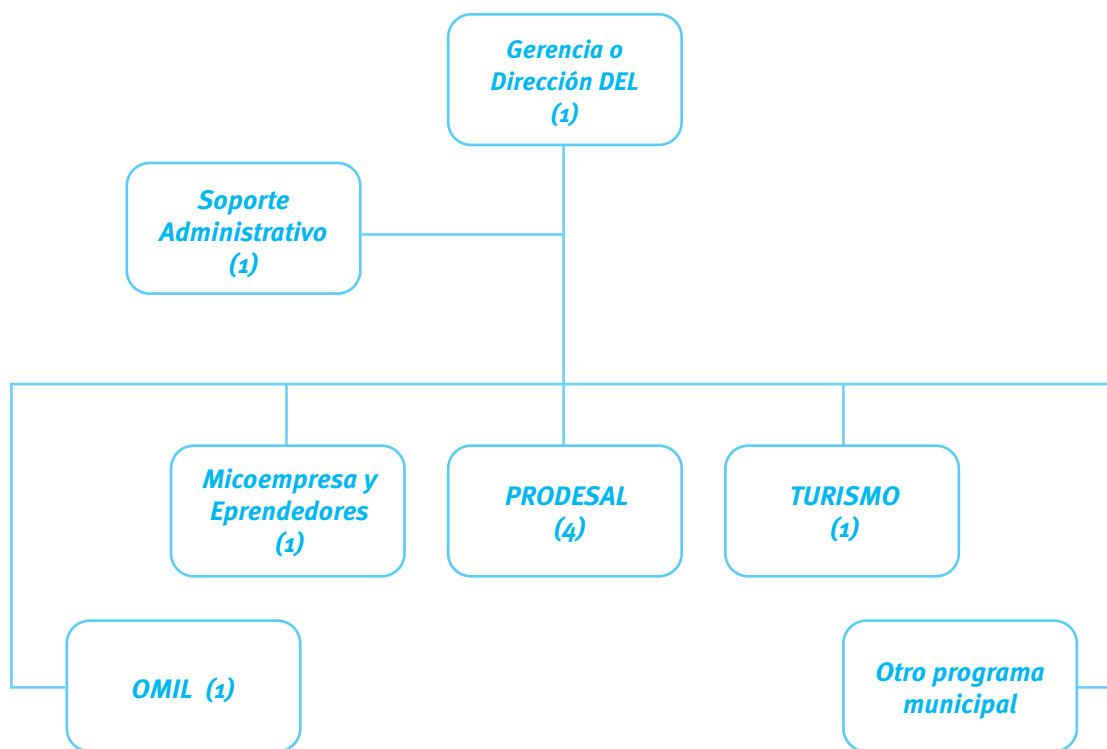 Gerencia o
Dirección DEL
(1)
Soporte
Administrativo
(1)
Micoempresa y
Eprendedores
(1)
PRODESAL
(4)
TURISMO
(1)
OMIL (1)
Otro programa
municipal